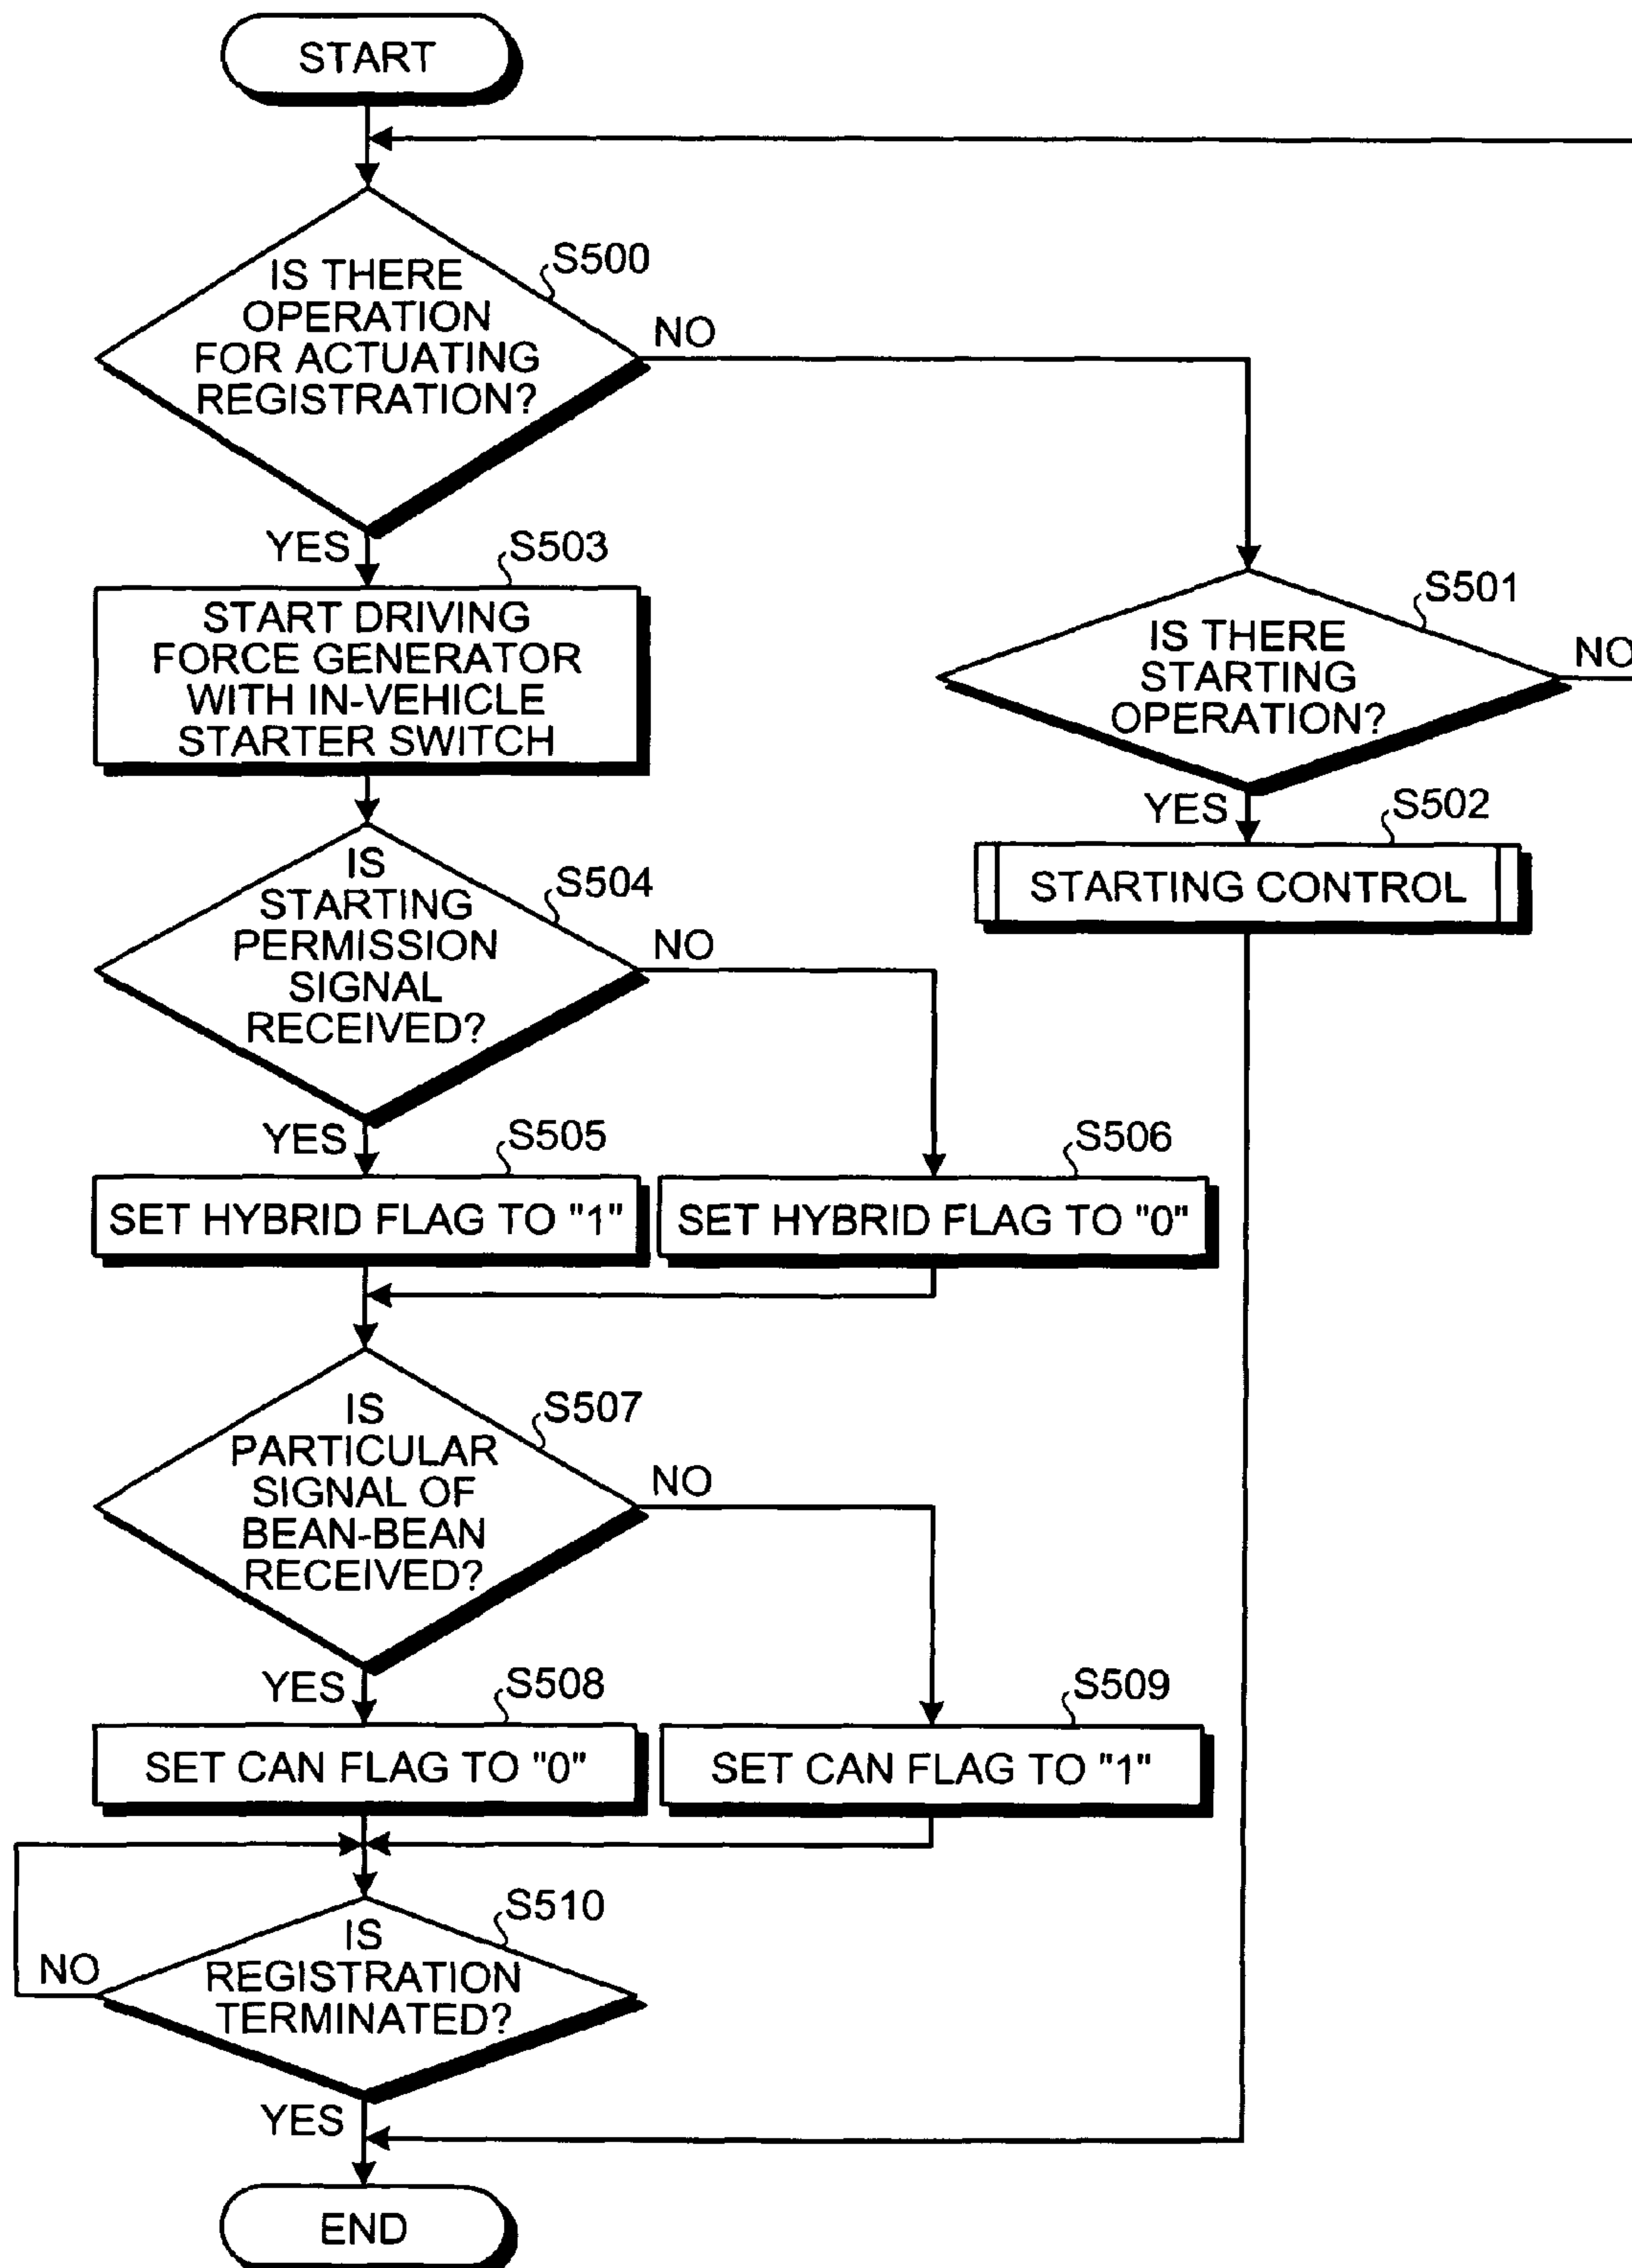 START
S500
IS THERE
OPERATION
FOR ACTUATING
REGISTRATION?
NO
YES
S503
START DRIVING
FORCE GENERATOR
WITH IN-VEHICLE
STARTER SWITCH
S501
IS THERE
STARTING
OPERATION?
NO
YES
S502
STARTING CONTROL
S504
IS
STARTING
PERMISSION
SIGNAL
RECEIVED?
NO
YES
S505
SET HYBRID FLAG TO "1"
S506
SET HYBRID FLAG TO "0"
S507
IS
PARTICULAR
SIGNAL OF
BEAN-BEAN
RECEIVED?
NO
YES
S508
SET CAN FLAG TO "0"
S509
SET CAN FLAG TO "1"
S510
IS
REGISTRATION
TERMINATED?
NO
YES
END